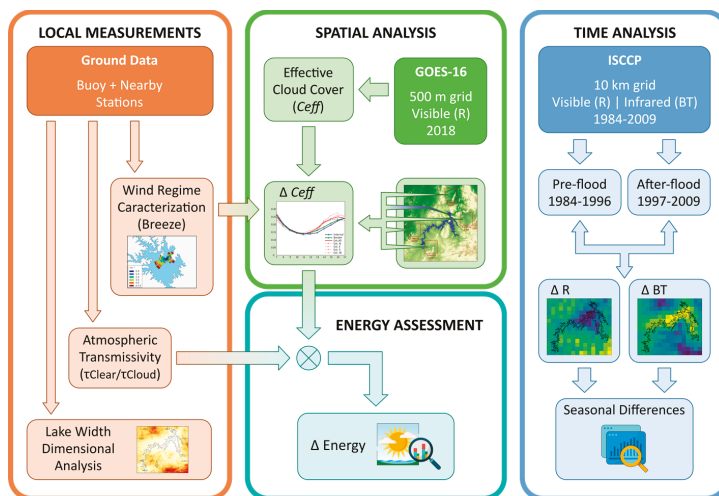 LOCAL MEASUREMENTS
Ground Data
Buoy + Nearby
Stations
Wind Regime
Caracterization
(Breeze)
Atmospheric
Transmissivity
(τClear/τCloud)
Lake Width
Dimensional
Analysis
SPATIAL ANALYSIS
Effective
Cloud Cover
(Ceff)
GOES-16
500 m grid
Visible (R)
2018
Δ Ceff
ENERGY ASSESSMENT
Δ Energy
TIME ANALYSIS
ISCCP
10 km grid
Visible (R) | Infrared (BT)
1984-2009
Pre-flood
1984-1996
After-flood
1997-2009
Δ R
Δ BT
Seasonal Differences